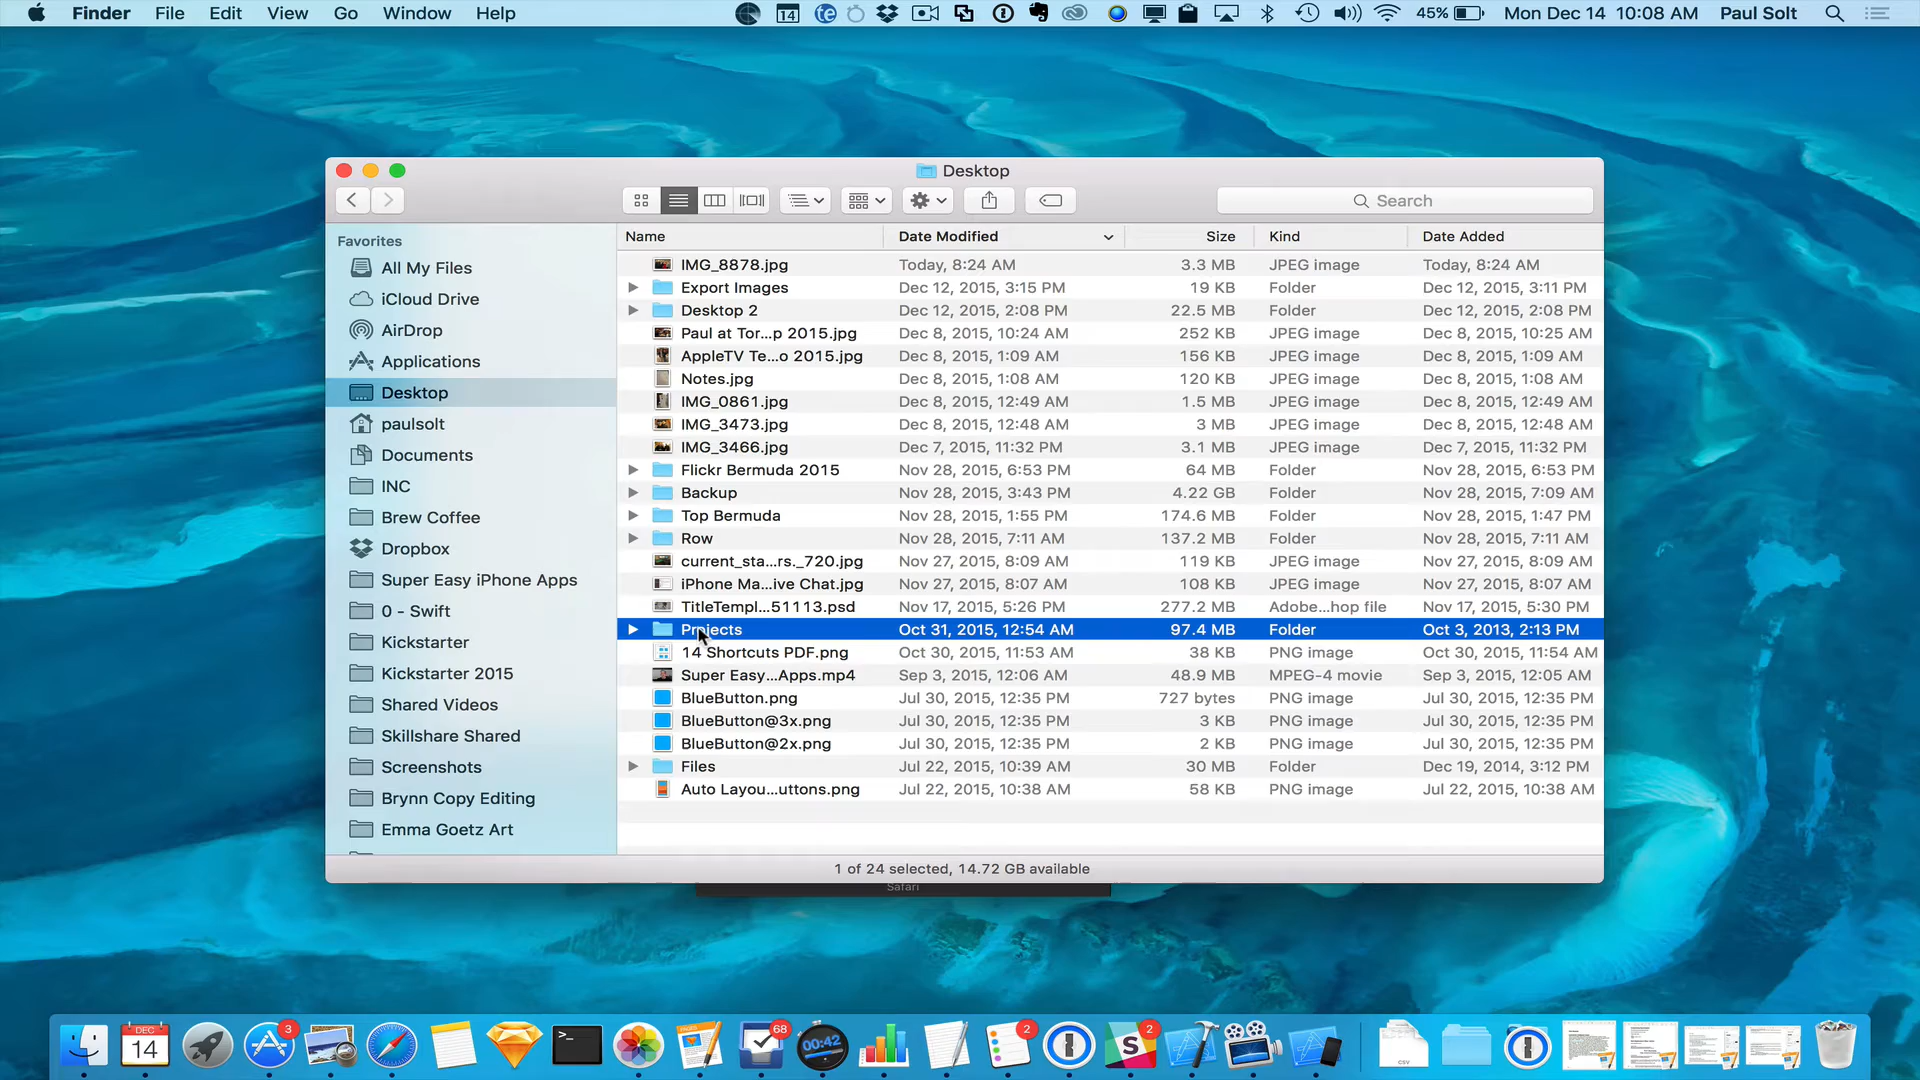 Finder File Edit View Go Window Help 14 45% Mon Dec 14 10:08 AM Paul Solt
Desktop
Search
Favorites
All My Files
iCloud Drive
AirDrop
Applications
Desktop
paulsolt
Documents
INC
Brew Coffee
Dropbox
Super Easy iPhone Apps
0 - Swift
Kickstarter
Kickstarter 2015
Shared Videos
Skillshare Shared
Screenshots
Brynn Copy Editing
Emma Goetz Art
Name Date Modified Size Kind Date Added
IMG_8878.jpg Today, 8:24 AM 3.3 MB JPEG image Today, 8:24 AM
Export Images Dec 12, 2015, 3:15 PM 19 KB Folder Dec 12, 2015, 3:11 PM
Desktop 2 Dec 12, 2015, 2:08 PM 22.5 MB Folder Dec 12, 2015, 2:08 PM
Paul at Tor...p 2015.jpg Dec 8, 2015, 10:24 AM 252 KB JPEG image Dec 8, 2015, 10:25 AM
AppleTV Te...o 2015.jpg Dec 8, 2015, 1:09 AM 156 KB JPEG image Dec 8, 2015, 1:09 AM
Notes.jpg Dec 8, 2015, 1:08 AM 120 KB JPEG image Dec 8, 2015, 1:08 AM
IMG_0861.jpg Dec 8, 2015, 12:49 AM 1.5 MB JPEG image Dec 8, 2015, 12:49 AM
IMG_3473.jpg Dec 8, 2015, 12:48 AM 3 MB JPEG image Dec 8, 2015, 12:48 AM
IMG_3466.jpg Dec 7, 2015, 11:32 PM 3.1 MB JPEG image Dec 7, 2015, 11:32 PM
Flickr Bermuda 2015 Nov 28, 2015, 6:53 PM 64 MB Folder Nov 28, 2015, 6:53 PM
Backup Nov 28, 2015, 3:43 PM 4.22 GB Folder Nov 28, 2015, 7:09 AM
Top Bermuda Nov 28, 2015, 1:55 PM 174.6 MB Folder Nov 28, 2015, 1:47 PM
Row Nov 28, 2015, 7:11 AM 137.2 MB Folder Nov 28, 2015, 7:11 AM
current_sta...rs._720.jpg Nov 27, 2015, 8:09 AM 119 KB JPEG image Nov 27, 2015, 8:09 AM
iPhone Ma...ive Chat.jpg Nov 27, 2015, 8:07 AM 108 KB JPEG image Nov 27, 2015, 8:07 AM
TitleTempl...51113.psd Nov 17, 2015, 5:26 PM 277.2 MB Adobe...hop file Nov 17, 2015, 5:30 PM
Projects Oct 31, 2015, 12:54 AM 97.4 MB Folder Oct 3, 2013, 2:13 PM
14 Shortcuts PDF.png Oct 30, 2015, 11:53 AM 38 KB PNG image Oct 30, 2015, 11:54 AM
Super Easy...Apps.mp4 Sep 3, 2015, 12:06 AM 48.9 MB MPEG-4 movie Sep 3, 2015, 12:05 AM
BlueButton.png Jul 30, 2015, 12:35 PM 727 bytes PNG image Jul 30, 2015, 12:35 PM
BlueButton@3x.png Jul 30, 2015, 12:35 PM 3 KB PNG image Jul 30, 2015, 12:35 PM
BlueButton@2x.png Jul 30, 2015, 12:35 PM 2 KB PNG image Jul 30, 2015, 12:35 PM
Files Jul 22, 2015, 10:39 AM 30 MB Folder Dec 19, 2014, 3:12 PM
Auto Layou...uttons.png Jul 22, 2015, 10:38 AM 58 KB PNG image Jul 22, 2015, 10:38 AM
1 of 24 selected, 14.72 GB available
Safari
DEC 14 3 68 00:42 2 2 CSV